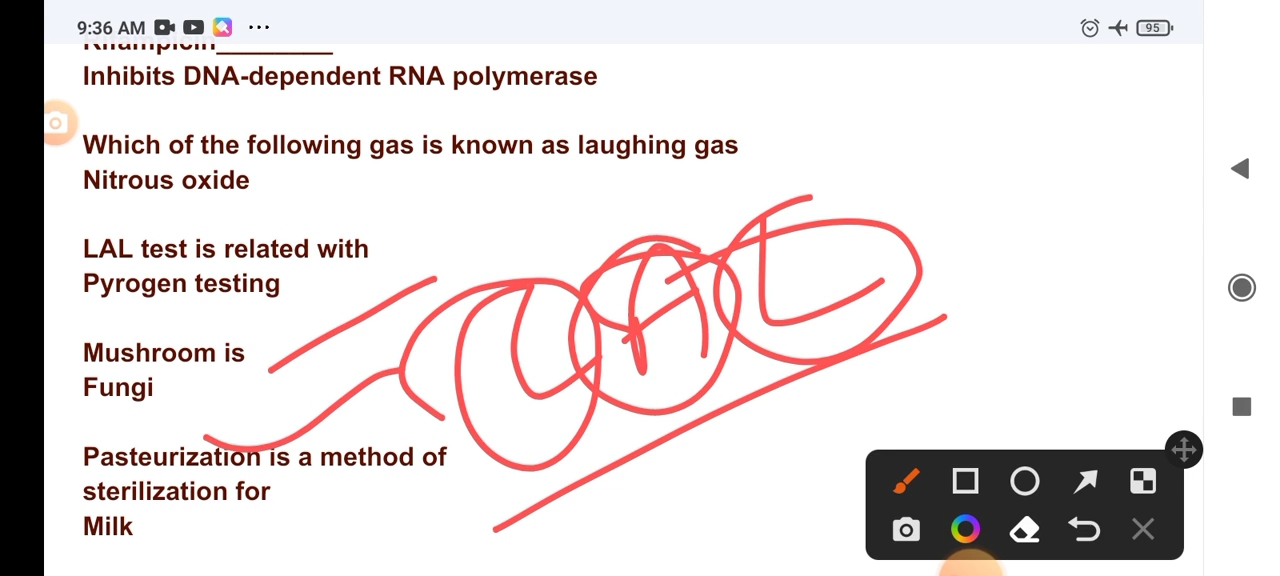 9:36 AM
95
Rifampicin________
Inhibits DNA-dependent RNA polymerase
Which of the following gas is known as laughing gas
Nitrous oxide
LAL test is related with
Pyrogen testing
LAL
Mushroom is
Fungi
Pasteurization is a method of
sterilization for
Milk